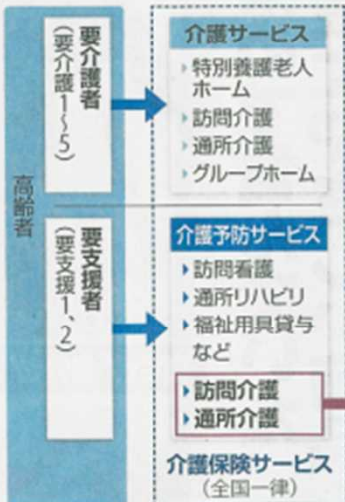 高齢者
要介護者
(要介護1~5)
介護サービス
特別養護老人
ホーム
訪問介護
通所介護
グループホーム
要支援者
(要支援1、2)
介護予防サービス
訪問看護
通所リハビリ
福祉用具貸与
など
訪問介護
通所介護
介護保険サービス
(全国一律)